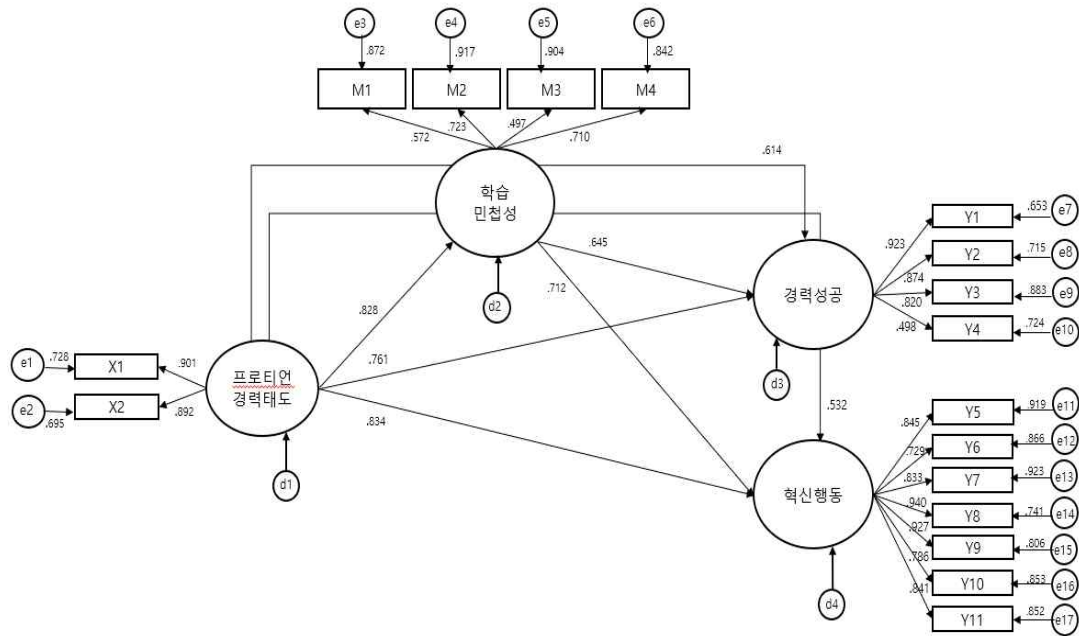 e3
e4
e5
e6
.872
.917
.904
.842
M1
M2
M3
M4
.572
.723
.497
.710
학습
민첩성
.614
.645
.712
d2
.828
.761
.834
프로티언
경력태도
d1
e1
.728
X1
.901
e2
.695
X2
.892
경력성공
d3
.532
혁신행동
d4
.923
Y1
.653
e7
.874
Y2
.715
e8
.820
Y3
.883
e9
.498
Y4
.724
e10
.845
Y5
.919
e11
.729
Y6
.866
e12
.833
Y7
.923
e13
.940
Y8
.741
e14
.927
Y9
.806
e15
.786
Y10
.853
e16
.841
Y11
.852
e17